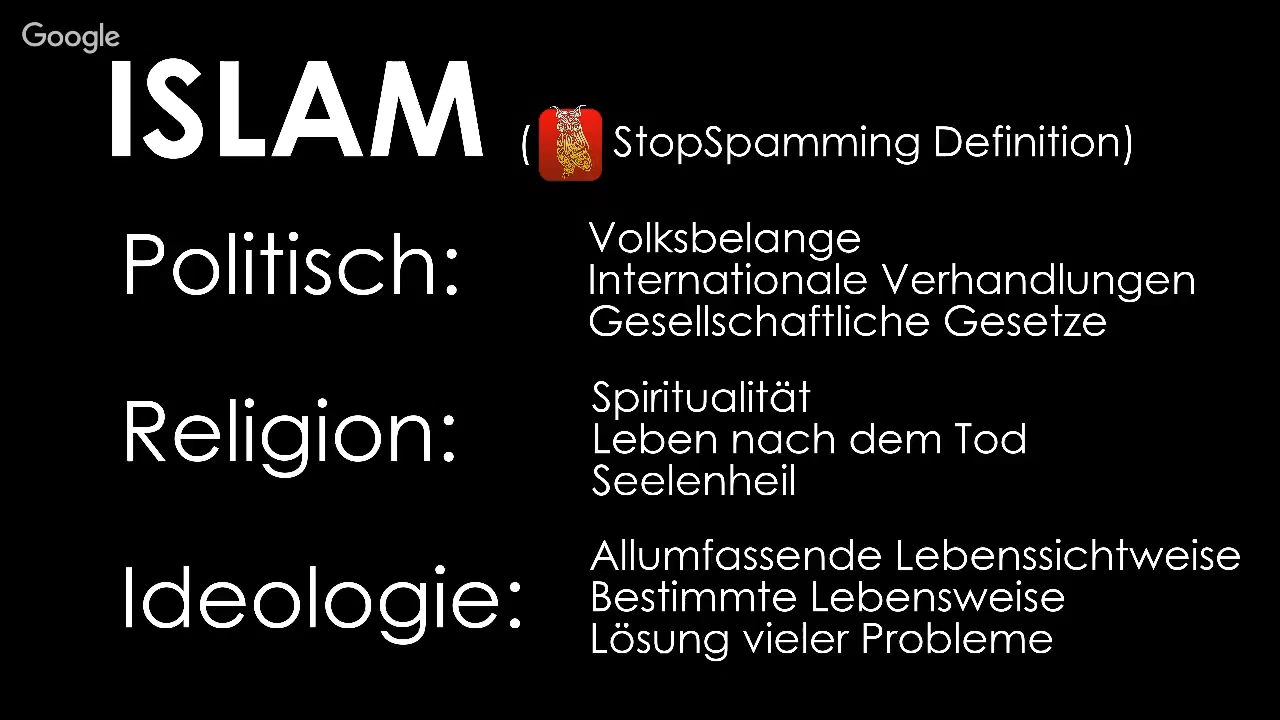 Google
ISLAM ( StopSpamming Definition)
Politisch:
Volksbelange
Internationale Verhandlungen
Gesellschaftliche Gesetze
Religion:
Spiritualität
Leben nach dem Tod
Seelenheil
Ideologie:
Allumfassende Lebenssichtweise
Bestimmte Lebensweise
Lösung vieler Probleme